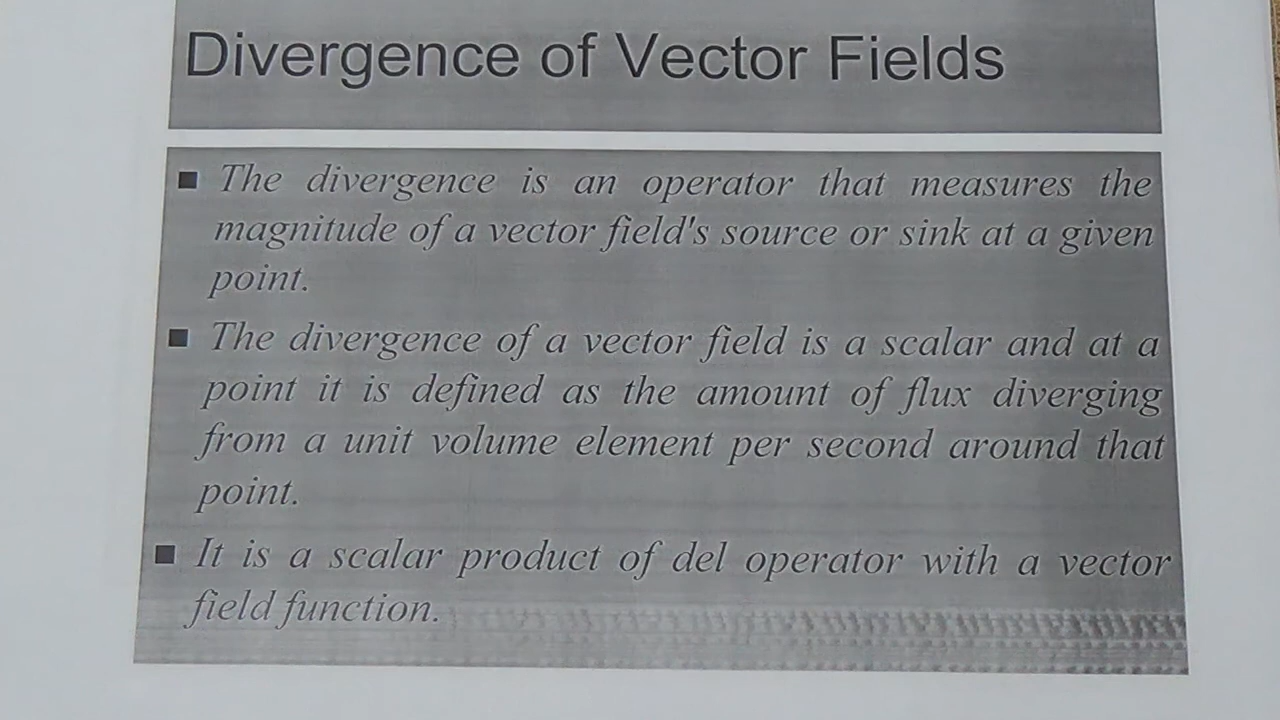 Divergence of Vector Fields
▪ The divergence is an operator that measures the
magnitude of a vector field's source or sink at a given
point.
▪ The divergence of a vector field is a scalar and at a
point it is defined as the amount of flux diverging
from a unit volume element per second around that
point.
▪ It is a scalar product of del operator with a vector
field function.